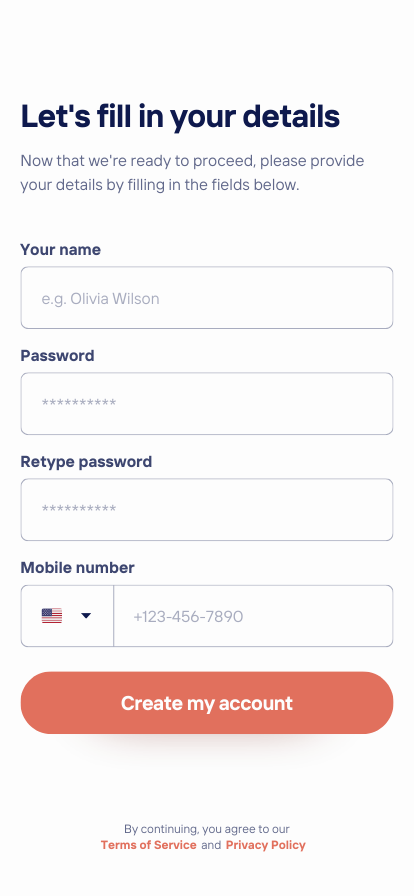 Let's fill in your details
Now that we're ready to proceed, please provide
your details by filling in the fields below.
Your name
e.g. Olivia Wilson
Password
**********
Retype password
**********
Mobile number
+123-456-7890
Create my account
By continuing, you agree to our
Terms of Service and Privacy Policy